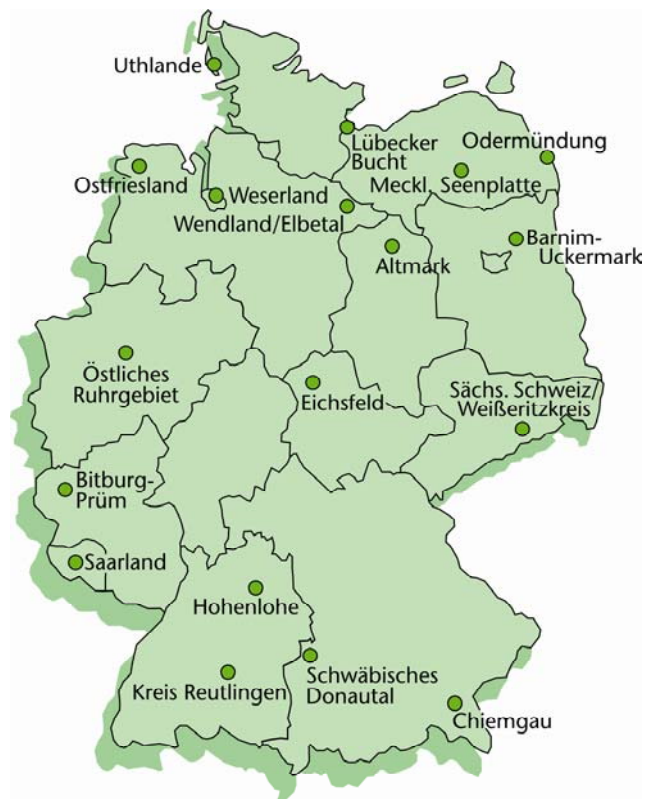 Uthlande
Lübecker
Bucht
Odermündung
Meckl. Seenplatte
Ostfriesland
Weserland
Wendland/Elbetal
Barnim-
Uckermark
Altmark
Östliches
Ruhrgebiet
Eichsfeld
Sächs. Schweiz/
Weißeritzkreis
Bitburg-
Prüm
Saarland
Hohenlohe
Kreis Reutlingen
Schwäbisches
Donautal
Chiemgau